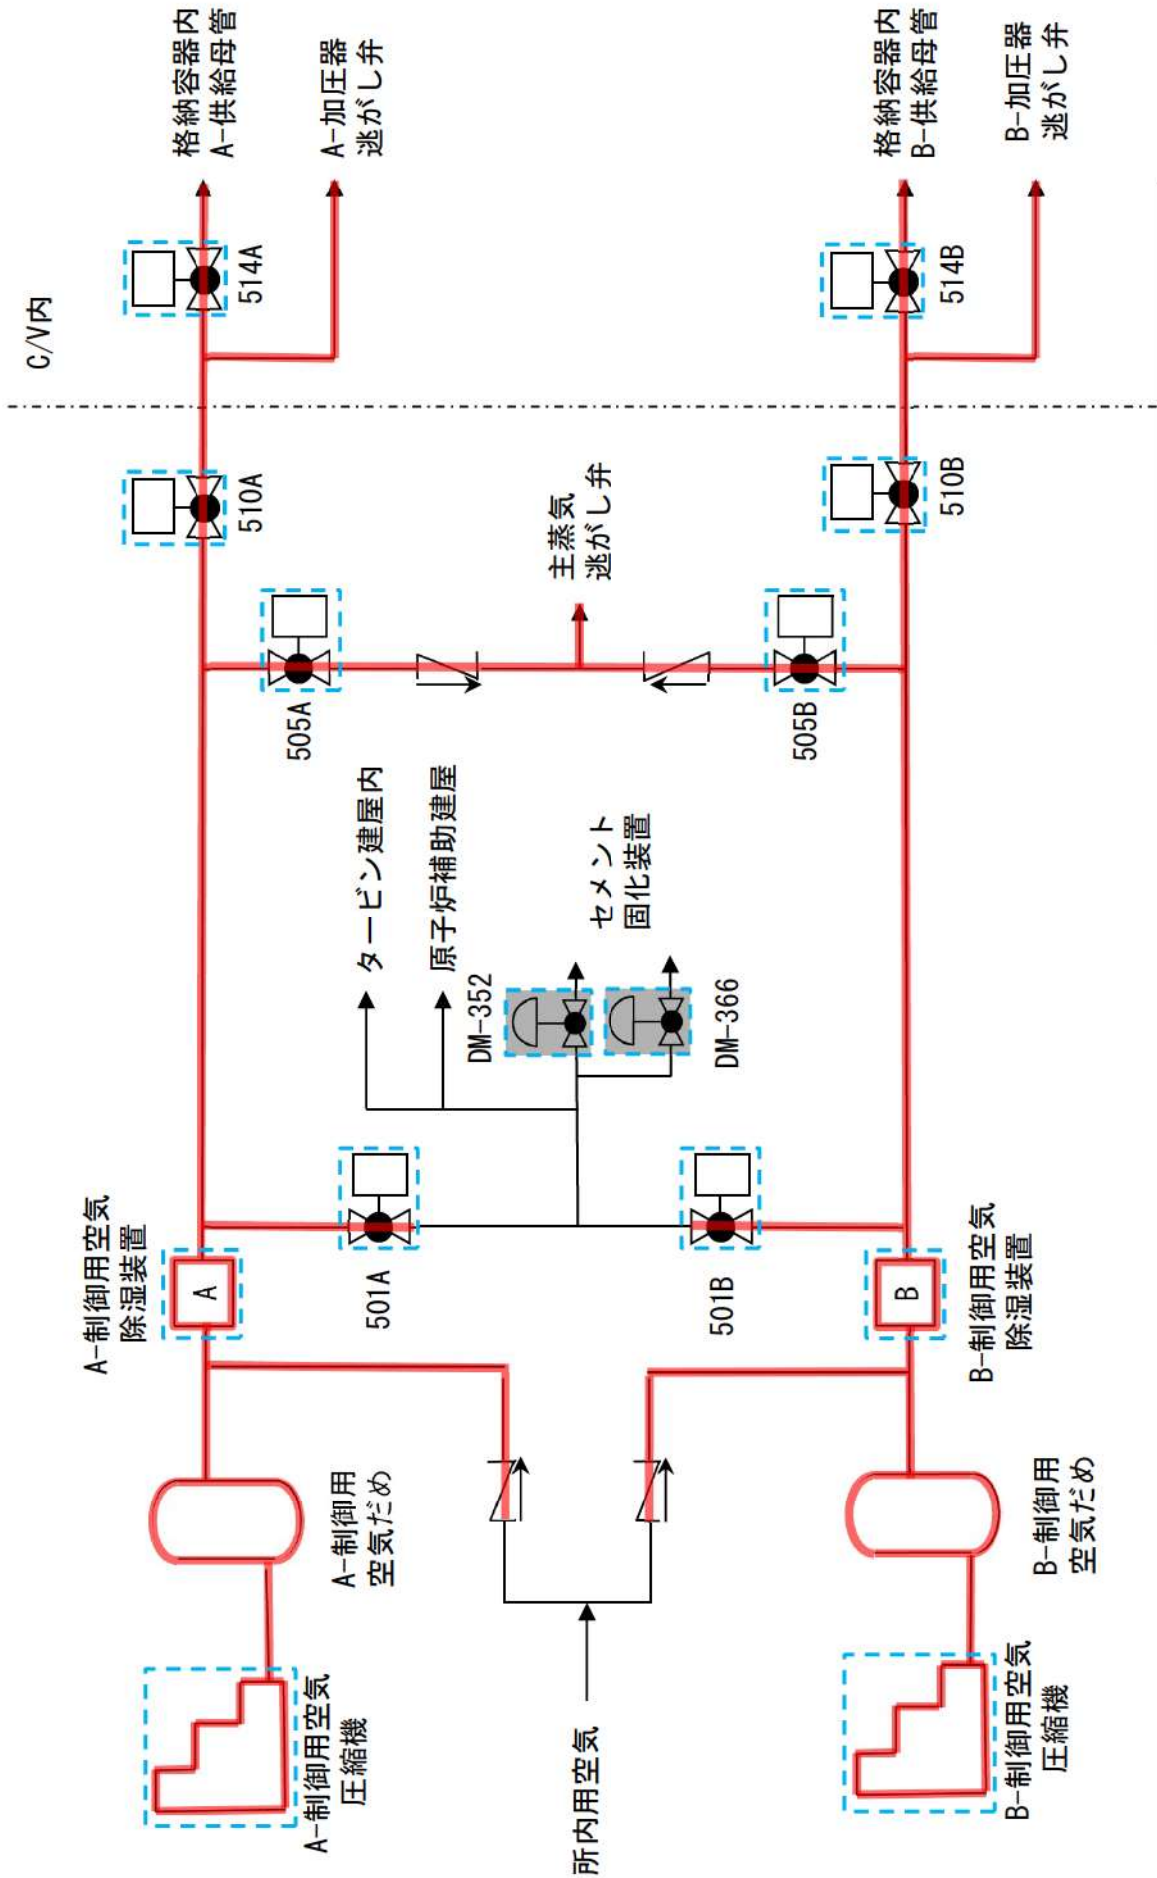 C/V内
格納容器内
A-供給母管
A-加圧器
逃がし弁
514A
510A
505A
主蒸気
逃がし弁
505B
510B
514B
格納容器内
B-供給母管
B-加圧器
逃がし弁
タービン建屋内
原子炉補助建屋
DM-352
セメント
固化装置
DM-366
A-制御用空気
除湿装置
A
501A
501B
B
B-制御用空気
除湿装置
A-制御用
空気だめ
B-制御用
空気だめ
A-制御用空気
圧縮機
所内用空気
B-制御用空気
圧縮機